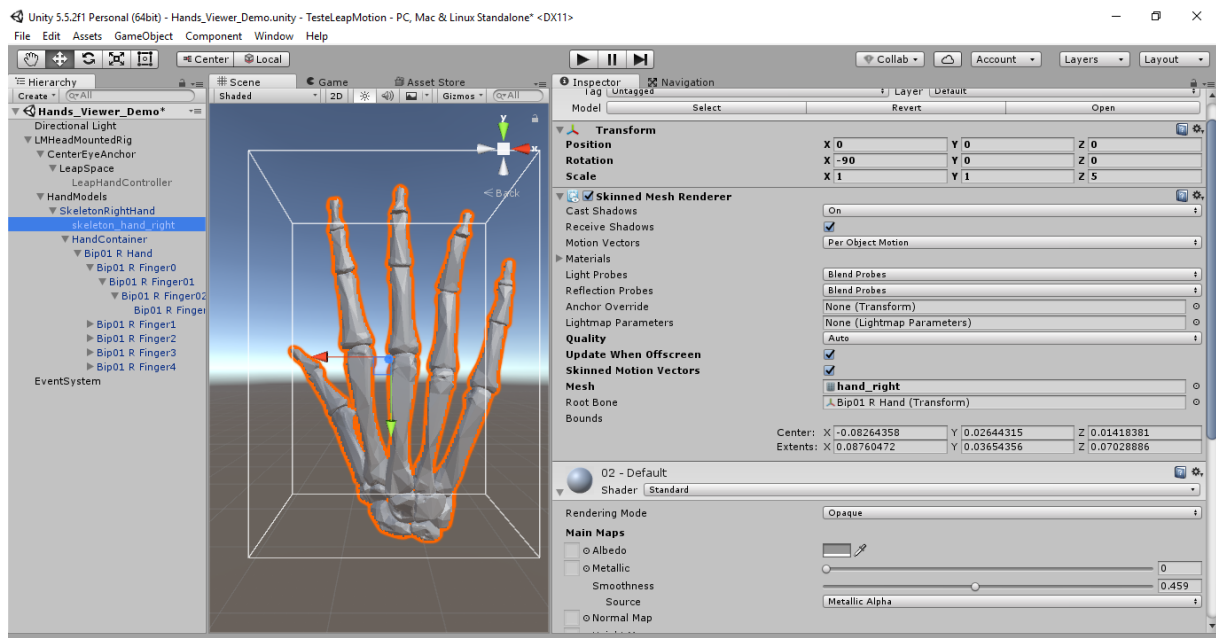 Unity 5.5.2f1 Personal (64bit) - Hands_Viewer_Demo.unity - TesteLeapMotion - PC, Mac & Linux Standalone* <DX11>
File Edit Assets GameObject Component Window Help
Center Local Collab Account Layers Layout
Hierarchy
Create All
Hands_Viewer_Demo*
Directional Light
LMHeadMountedRig
CenterEyeAnchor
LeapSpace
LeapHandController
HandModels
SkeletonRightHand
skeleton_hand_right
HandContainer
Bip01 R Hand
Bip01 R Finger0
Bip01 R Finger01
Bip01 R Finger02
Bip01 R Finger
Bip01 R Finger1
Bip01 R Finger2
Bip01 R Finger3
Bip01 R Finger4
EventSystem
Scene Game Asset Store
Shaded 2D Gizmos All
y
x
Back
Inspector Navigation
Tag Untagged Layer Default
Model Select Revert Open
Transform
Position X 0 Y 0 Z 0
Rotation X -90 Y 0 Z 0
Scale X 1 Y 1 Z 5
Skinned Mesh Renderer
Cast Shadows On
Receive Shadows
Motion Vectors Per Object Motion
Materials
Light Probes Blend Probes
Reflection Probes Blend Probes
Anchor Override None (Transform)
Lightmap Parameters None (Lightmap Parameters)
Quality Auto
Update When Offscreen
Skinned Motion Vectors
Mesh hand_right
Root Bone Bip01 R Hand (Transform)
Bounds
Center: X -0.08264358 Y 0.02644315 Z 0.01418381
Extents: X 0.08760472 Y 0.03654356 Z 0.07028886
02 - Default
Shader Standard
Rendering Mode Opaque
Main Maps
Albedo
Metallic 0
Smoothness 0.459
Source Metallic Alpha
Normal Map